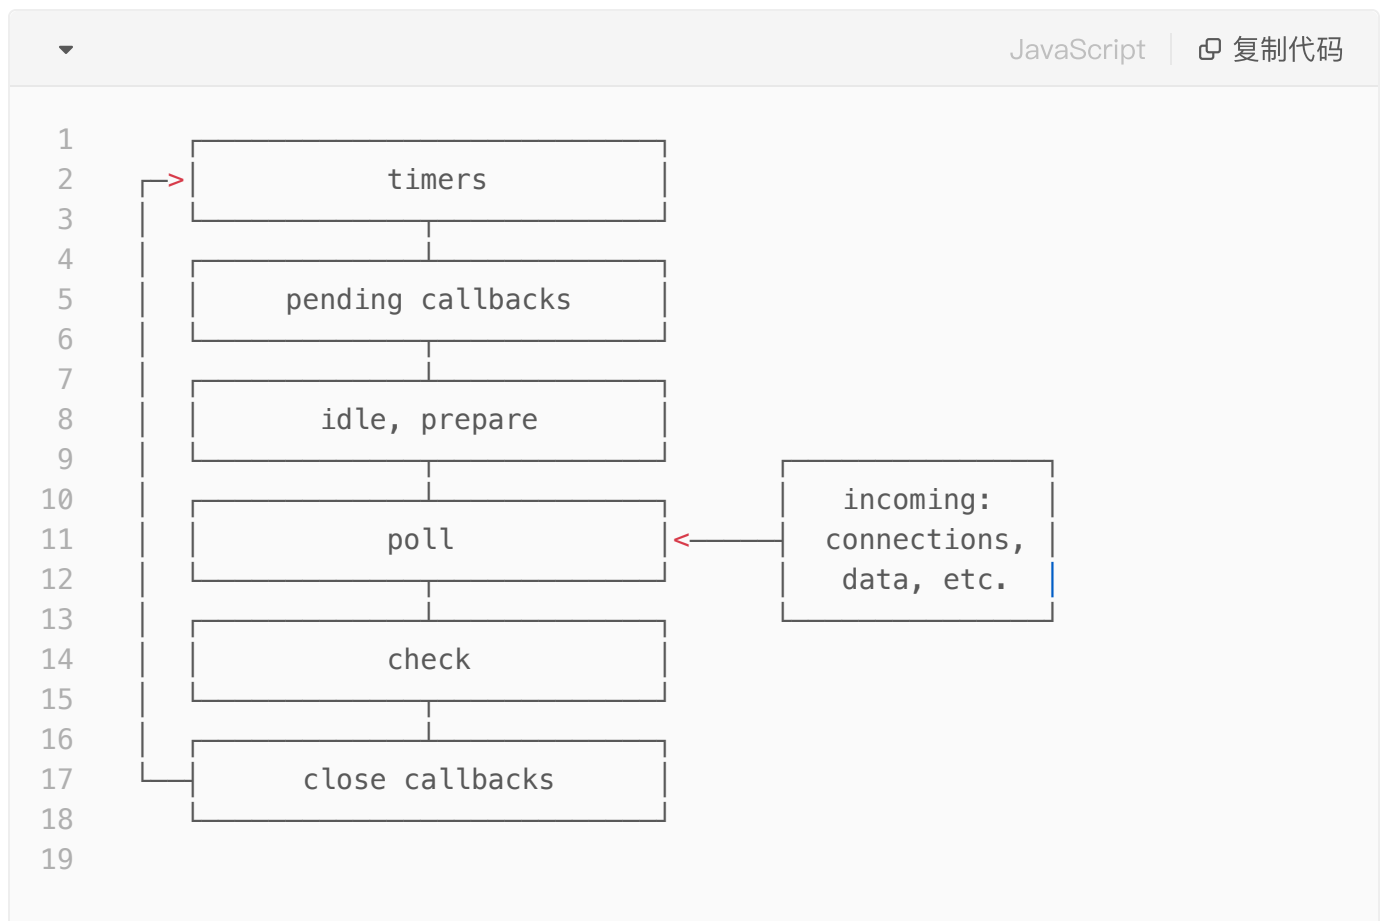 JavaScript 复制代码
1
2 > timers
3
4
5 pending callbacks
6
7
8 idle, prepare
9
10 incoming:
11 poll < connections,
12 data, etc.
13
14 check
15
16
17 close callbacks
18
19